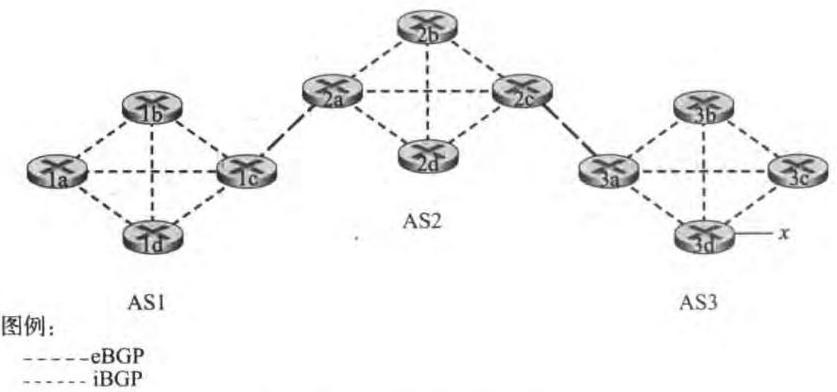 2b
2a
2c
1b
3b
2d
1a
1c
3a
3c
AS2
1d
3d
x
AS1
AS3
图例：
eBGP
iBGP